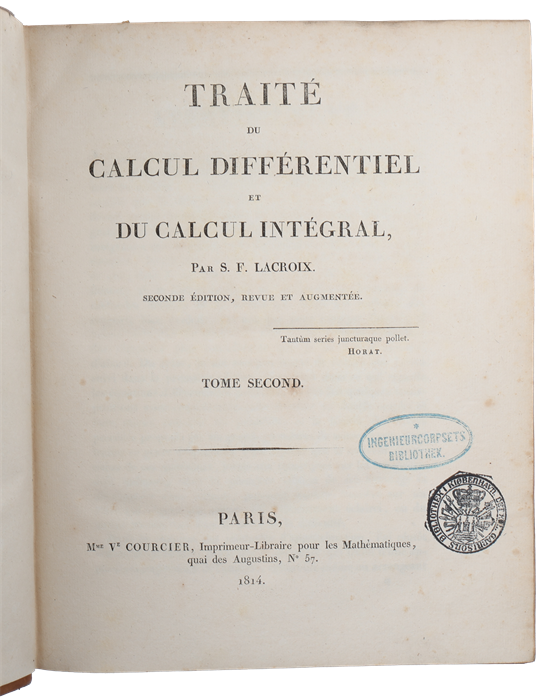 TRAITÉ
DU
CALCUL DIFFÉRENTIEL
ET
DU CALCUL INTÉGRAL,
PAR S. F. LACROIX.
SECONDE ÉDITION, REVUE ET AUGMENTÉE.
Tantùm series juncturaque pollet.
HORAT.
TOME SECOND.
INGENIEURCORPSETS
BIBLIOTHEK.
PARIS,
Mme Ve COURCIER, Imprimeur-Libraire pour les Mathématiques,
quai des Augustins, N° 57.
1814.